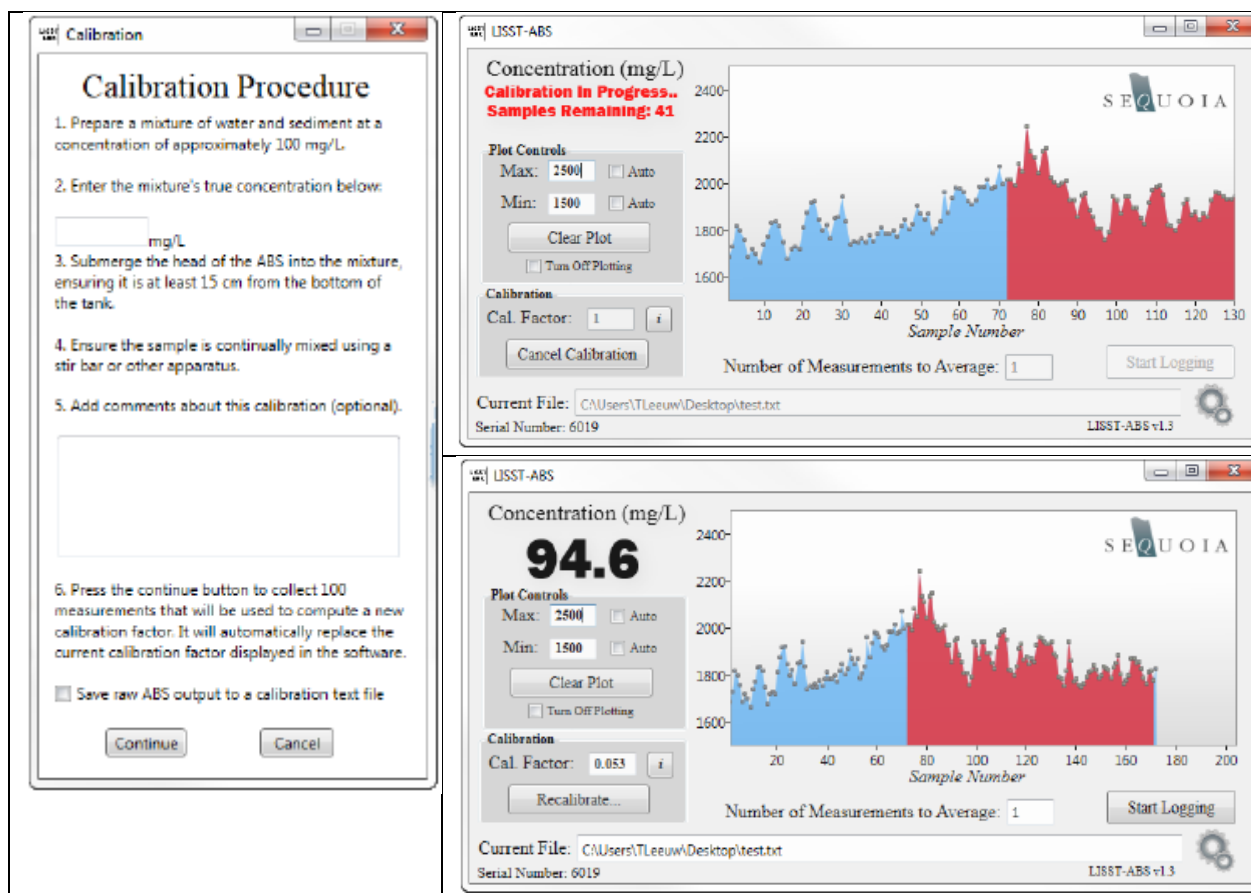 Calibration
Calibration Procedure
1. Prepare a mixture of water and sediment at a
concentration of approximately 100 mg/L.
2. Enter the mixture's true concentration below:
mg/L
3. Submerge the head of the ABS into the mixture,
ensuring it is at least 15 cm from the bottom of
the tank.
4. Ensure the sample is continually mixed using a
stir bar or other apparatus.
5. Add comments about this calibration (optional).
6. Press the continue button to collect 100
measurements that will be used to compute a new
calibration factor. It will automatically replace the
current calibration factor displayed in the software.
Save raw ABS output to a calibration text file
Continue Cancel
LISST-ABS
Concentration (mg/L)
Calibration In Progress..
Samples Remaining: 41
Plot Controls
Max: 2500 Auto
Min: 1500 Auto
Clear Plot
Turn Off Plotting
Calibration
Cal. Factor: 1 i
Cancel Calibration
SEQUOIA
2400
2200
2000
1800
1600
10 20 30 40 50 60 70 80 90 100 110 120 130
Sample Number
Number of Measurements to Average: 1 Start Logging
Current File: C:\Users\TLeeuw\Desktop\test.txt
Serial Number: 6019 LISST-ABS v1.3
LISST-ABS
Concentration (mg/L)
94.6
Plot Controls
Max: 2500 Auto
Min: 1500 Auto
Clear Plot
Turn Off Plotting
Calibration
Cal. Factor: 0.053 i
Recalibrate...
SEQUOIA
2400
2200
2000
1800
1600
20 40 60 80 100 120 140 160 180 200
Sample Number
Number of Measurements to Average: 1 Start Logging
Current File: C:\Users\TLeeuw\Desktop\test.txt
Serial Number: 6019 LISST-ABS v1.3